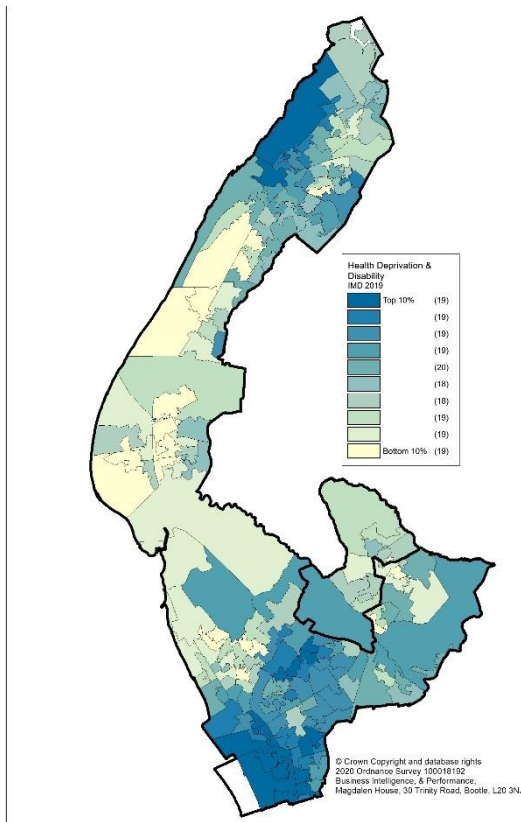 Health Deprivation &
Disability
IMD 2019
Top 10% (19)
(19)
(19)
(19)
(20)
(18)
(18)
(19)
(19)
Bottom 10% (19)
© Crown Copyright and database rights
2020 Ordnance Survey 100018192
Business Intelligence, & Performance,
Magdalen House, 30 Trinity Road, Bootle, L20 3NJ